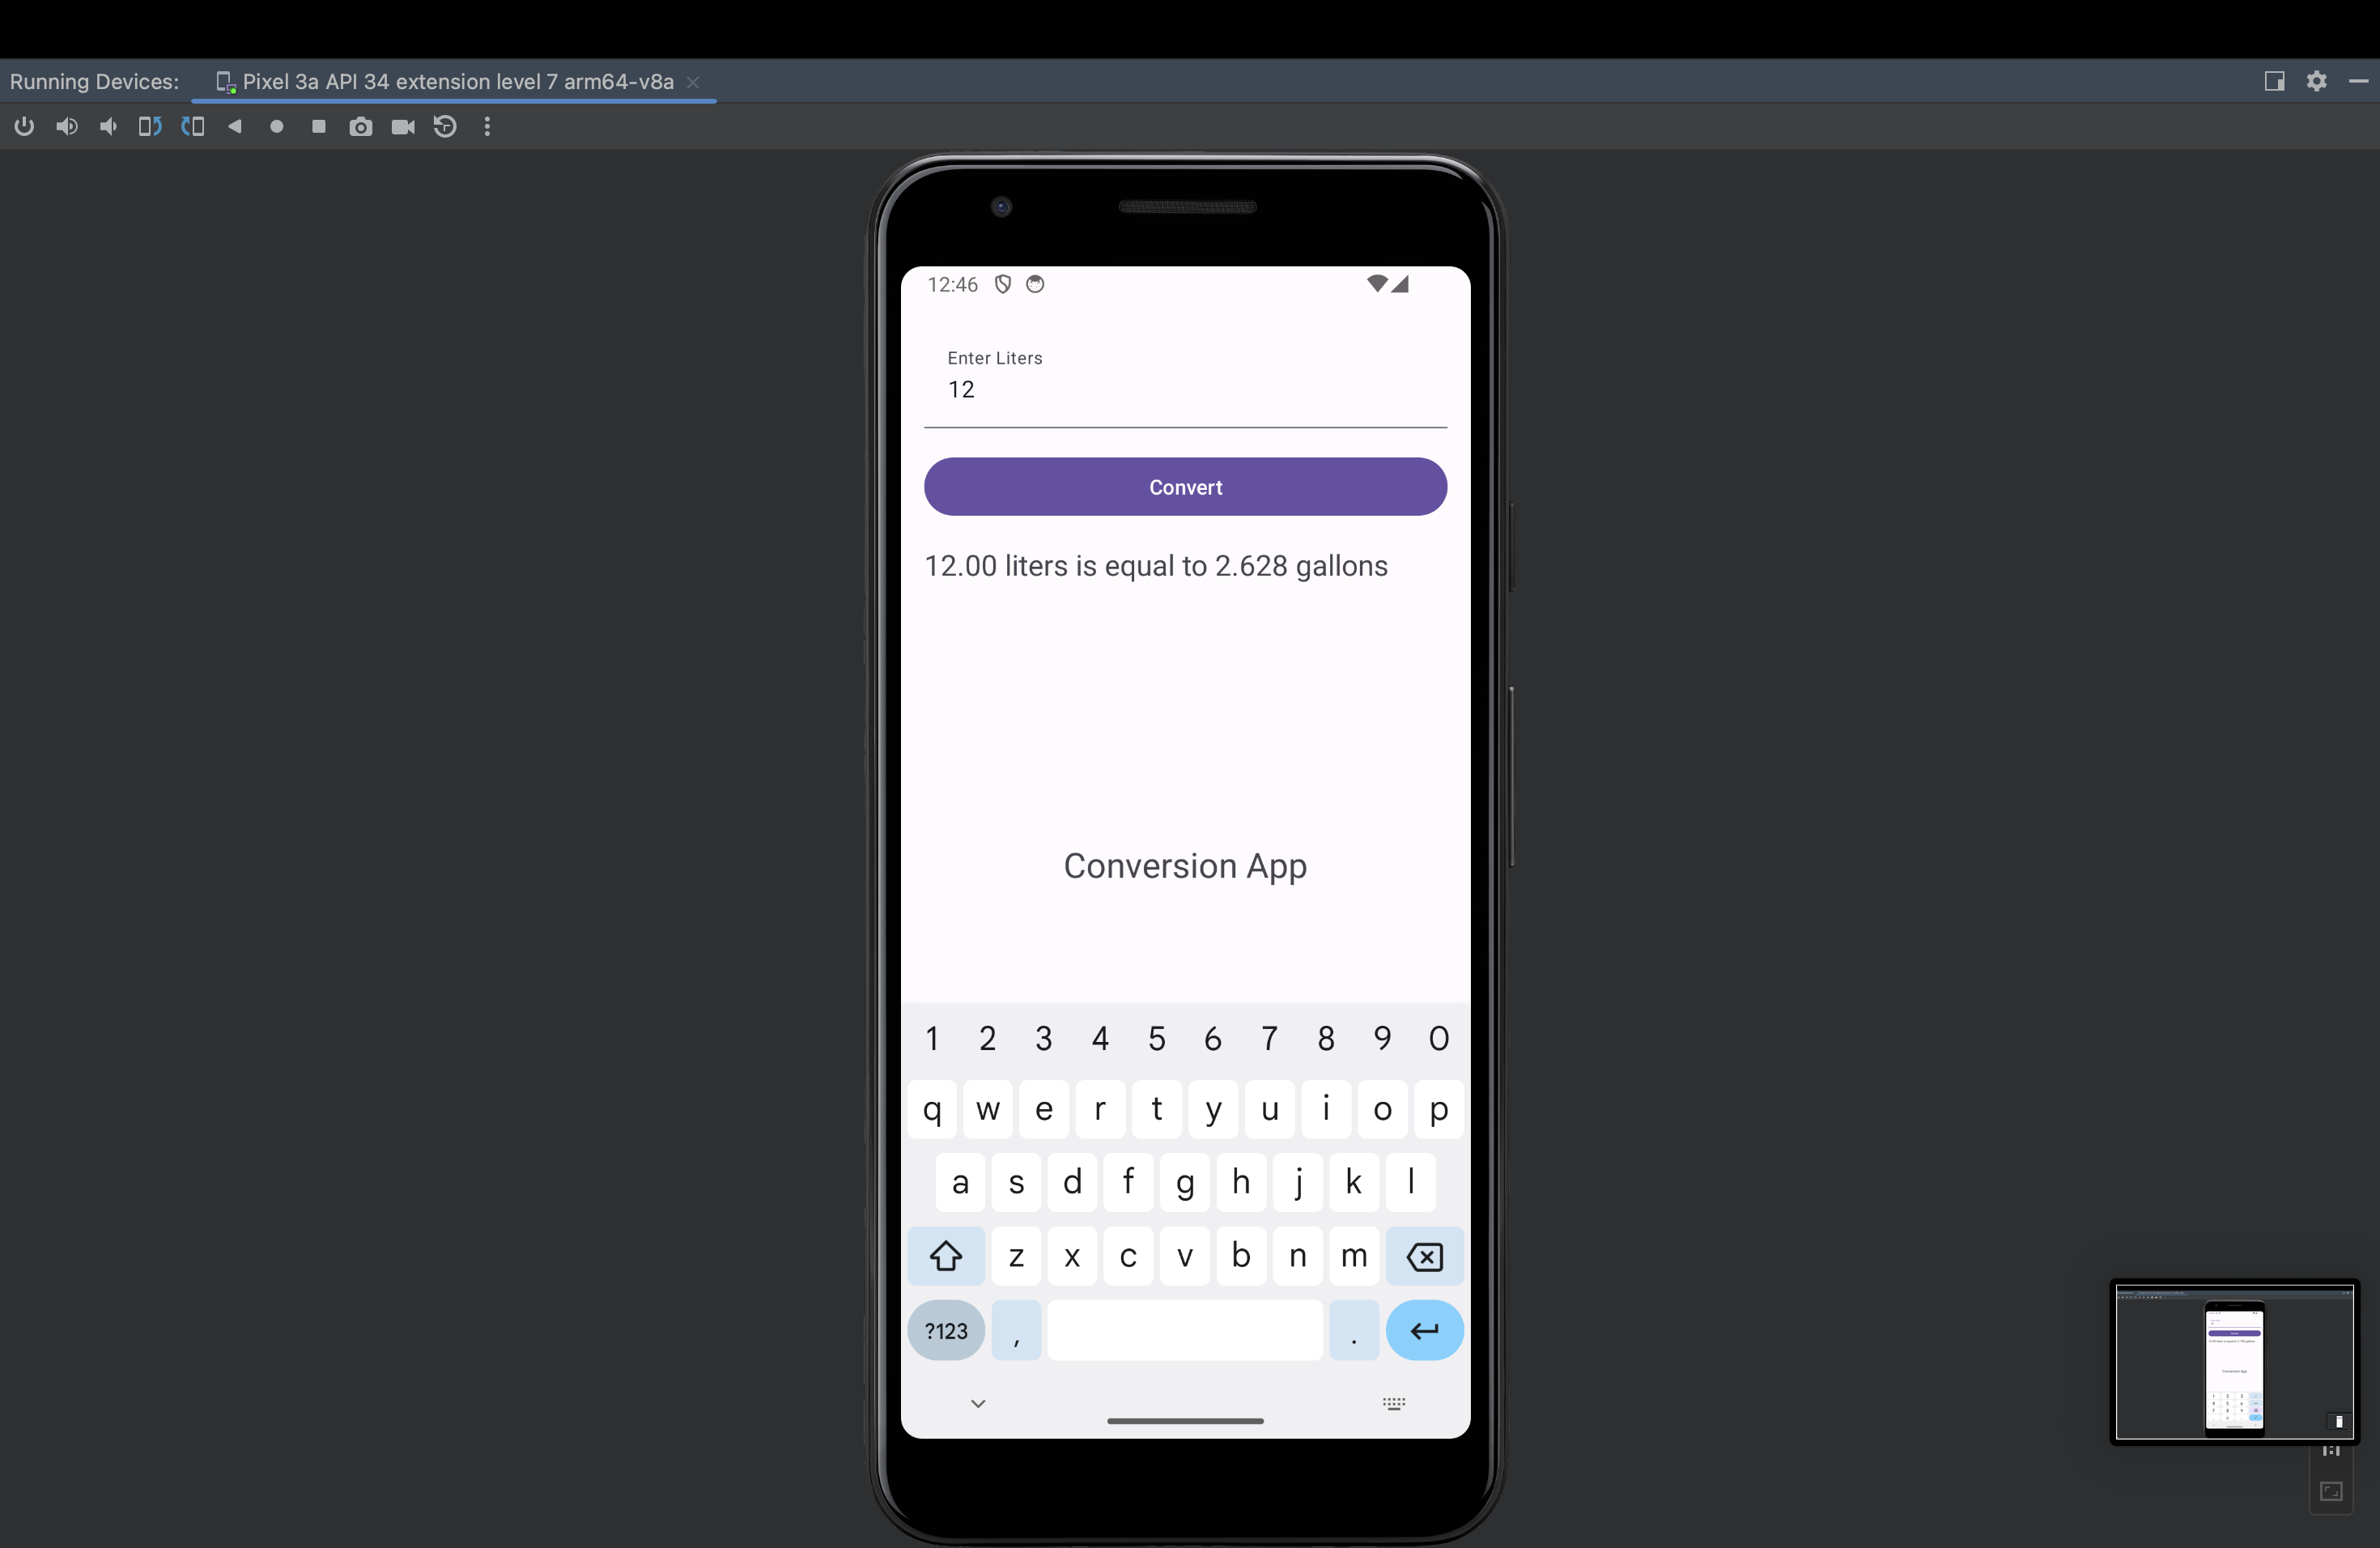 Running Devices: Pixel 3a API 34 extension level 7 arm64-v8a
12:46
Enter Liters
12
Convert
12.00 liters is equal to 2.628 gallons
Conversion App
1 2 3 4 5 6 7 8 9 0
q w e r t y u i o p
a s d f g h j k l
z x c v b n m
?123 , .